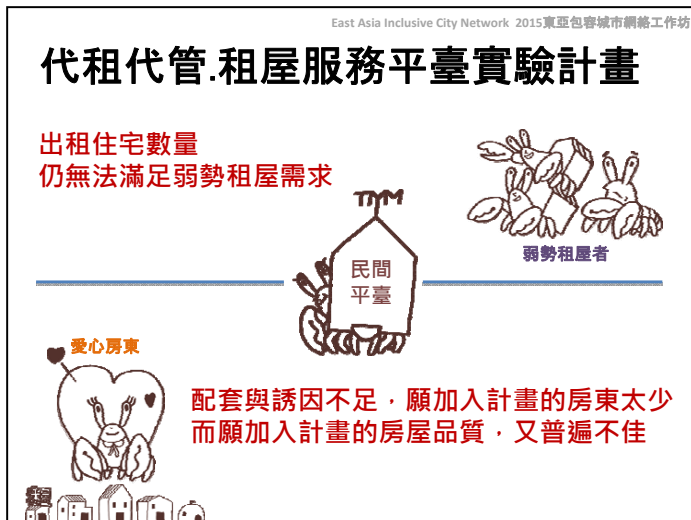 East Asia Inclusive City Network 2015東亞包容城市網絡工作坊
代租代管.租屋服務平臺實驗計畫
出租住宅數量
仍無法滿足弱勢租屋需求
弱勢租屋者
民間
平臺
愛心房東
配套與誘因不足，願加入計畫的房東太少
而願加入計畫的房屋品質，又普遍不佳